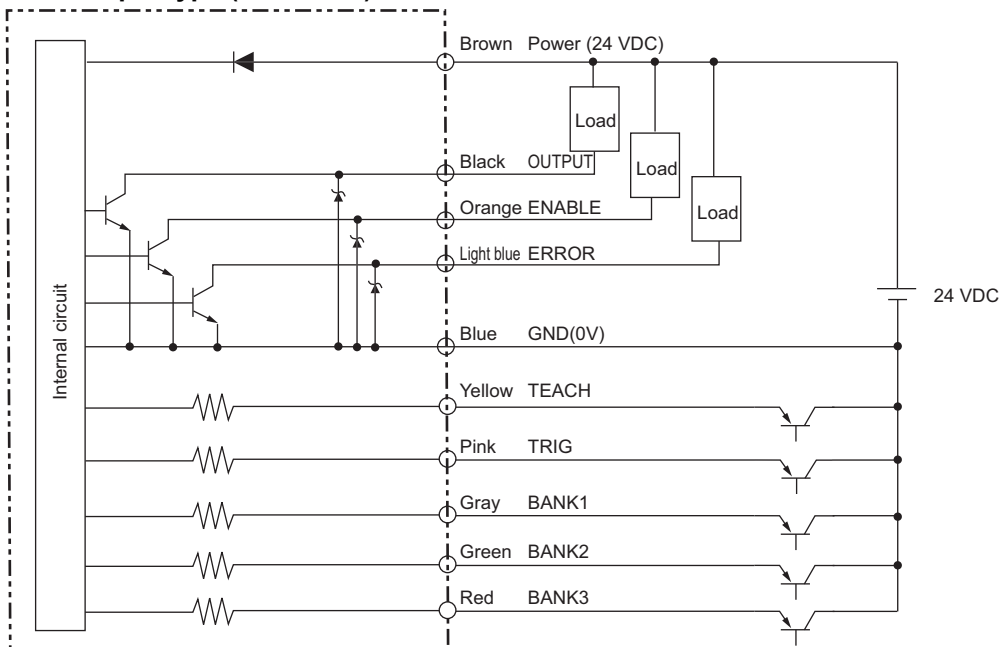 Brown Power (24 VDC)
Load
Black OUTPUT
Load
Orange ENABLE
Load
Light blue ERROR
24 VDC
Internal circuit
Blue GND(0V)
Yellow TEACH
Pink TRIG
Gray BANK1
Green BANK2
Red BANK3